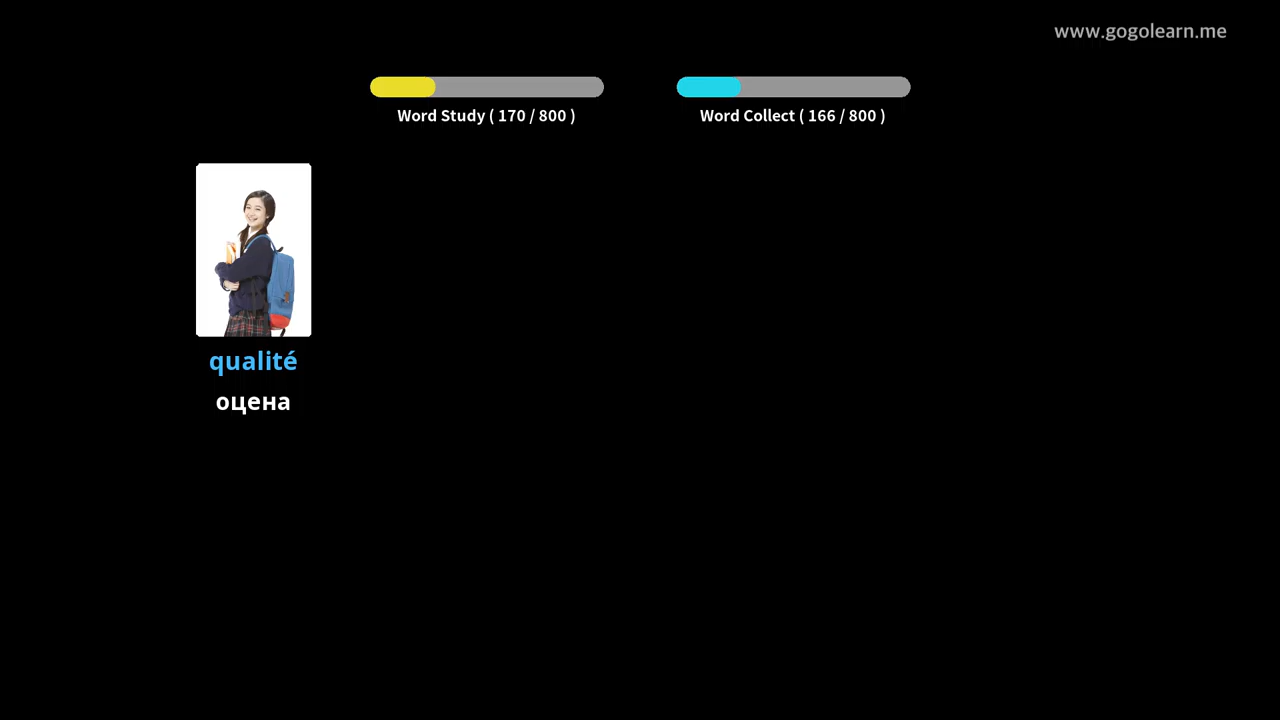 www.gogolearn.me
Word Study ( 170 / 800 )
Word Collect ( 166 / 800 )
qualité
оцена